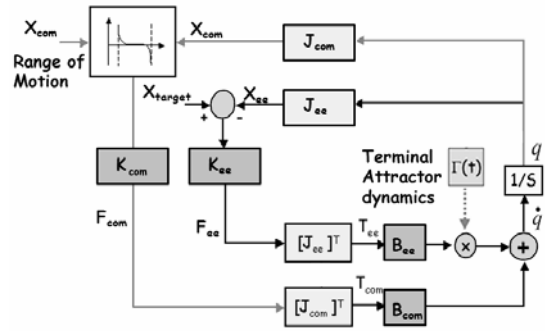 Xcom
Xcom
Jcom
Range of
Motion
Xtarget
Xee
Jee
+
-
q
Terminal
Attractor
dynamics
Γ(t)
1/S
q̇
Kcom
Kee
Fcom
Fee
[Jee]T
Tee
Bee
×
+
[Jcom]T
Tcom
Bcom